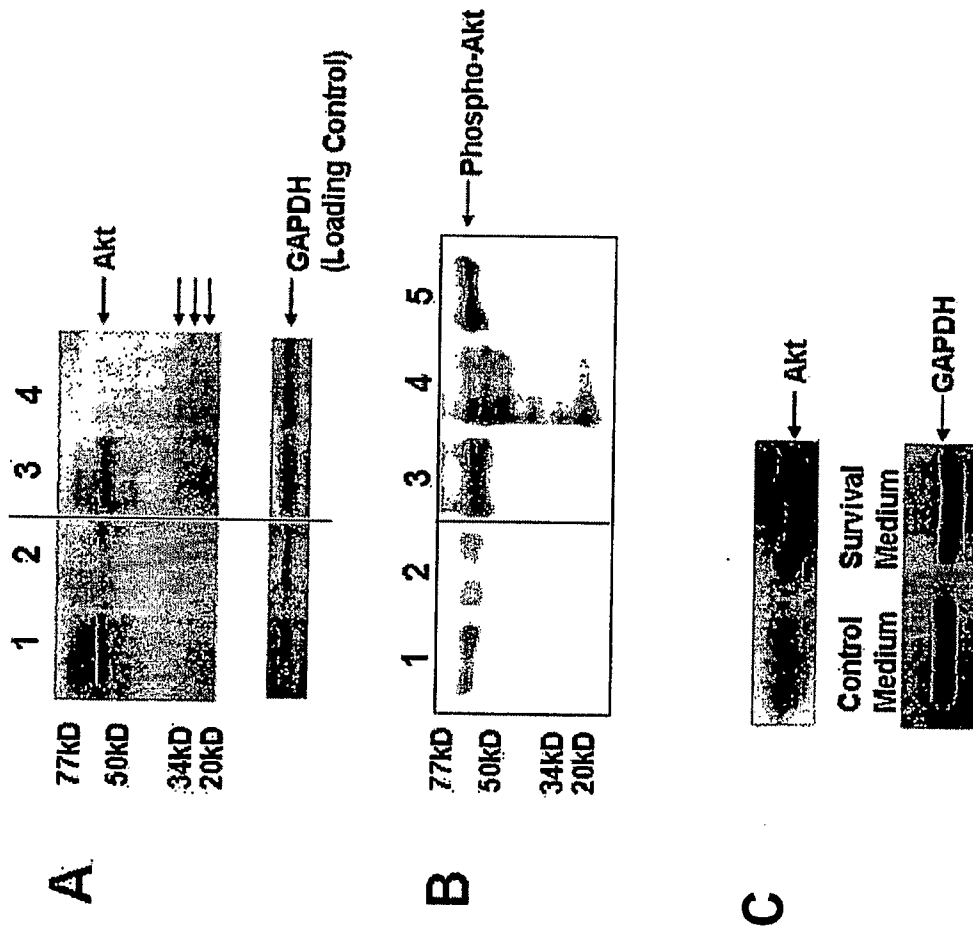 A
1 2 3 4
77kD
50kD
34kD
20kD
Akt
GAPDH
(Loading Control)
B
1 2 3 4 5
77kD
50kD
34kD
20kD
Phospho-Akt
C
Akt
Control Medium
Survival Medium
GAPDH